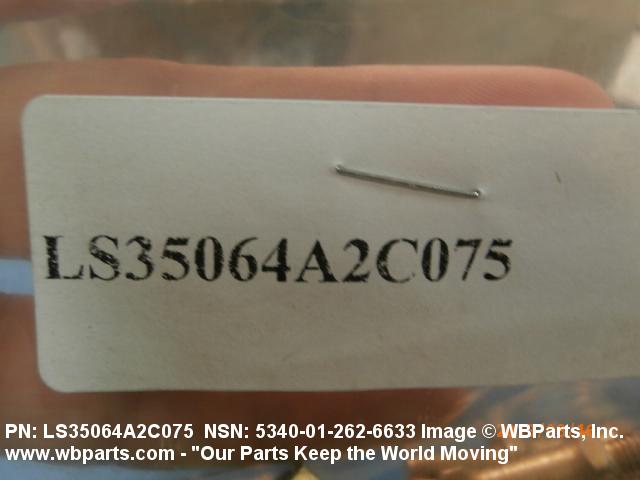 LS35064A2C075
PN: LS35064A2C075 NSN: 5340-01-262-6633 Image © WBParts, Inc.
www.wbparts.com - "Our Parts Keep the World Moving"